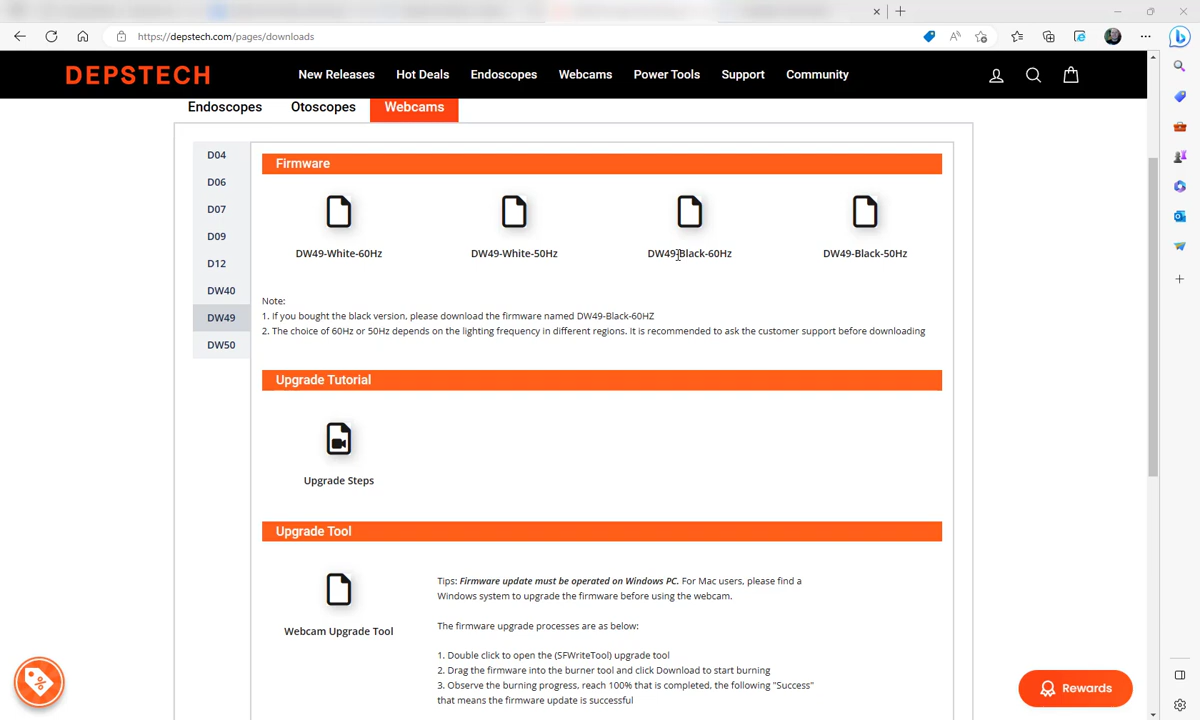 https://depstech.com/pages/downloads
DEPSTECH
New Releases
Hot Deals
Endoscopes
Webcams
Power Tools
Support
Community
Endoscopes
Otoscopes
Webcams
D04
D06
D07
D09
D12
DW40
DW49
DW50
Firmware
DW49-White-60Hz
DW49-White-50Hz
DW49-Black-60Hz
DW49-Black-50Hz
Note:
1. If you bought the black version, please download the firmware named DW49-Black-60HZ
2. The choice of 60Hz or 50Hz depends on the lighting frequency in different regions. It is recommended to ask the customer support before downloading
Upgrade Tutorial
Upgrade Steps
Upgrade Tool
Webcam Upgrade Tool
Tips: Firmware update must be operated on Windows PC. For Mac users, please find a
Windows system to upgrade the firmware before using the webcam.
The firmware upgrade processes are as below:
1. Double click to open the (SFWriteTool) upgrade tool
2. Drag the firmware into the burner tool and click Download to start burning
3. Observe the burning progress, reach 100% that is completed, the following "Success"
that means the firmware update is successful
Rewards